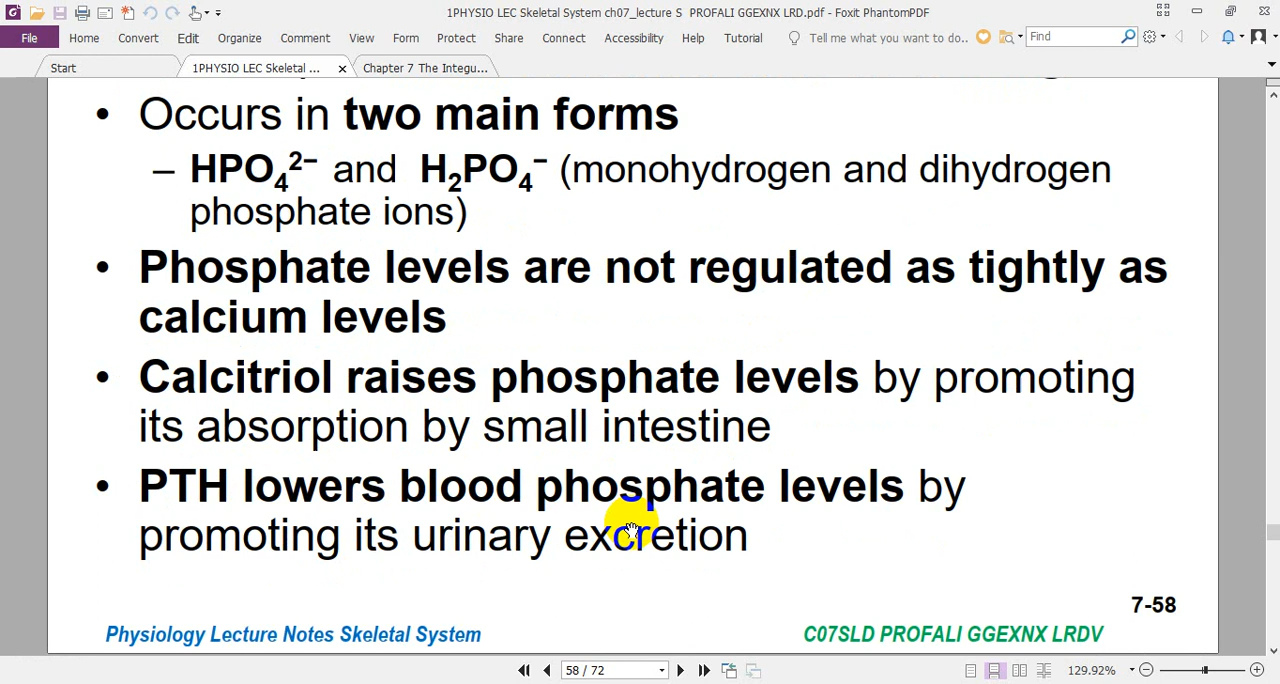 1PHYSIO LEC Skeletal System ch07_lecture S PROFALI GGEXNX LRD.pdf - Foxit PhantomPDF
File Home Convert Edit Organize Comment View Form Protect Share Connect Accessibility Help Tutorial Tell me what you want to do.. Find
Start 1PHYSIO LEC Skeletal ... × Chapter 7 The Integu...
• Occurs in two main forms
– HPO₄²⁻ and H₂PO₄⁻ (monohydrogen and dihydrogen
phosphate ions)
• Phosphate levels are not regulated as tightly as
calcium levels
• Calcitriol raises phosphate levels by promoting
its absorption by small intestine
• PTH lowers blood phosphate levels by
promoting its urinary excretion
7-58
Physiology Lecture Notes Skeletal System C07SLD PROFALI GGEXNX LRDV
58 / 72 129.92%